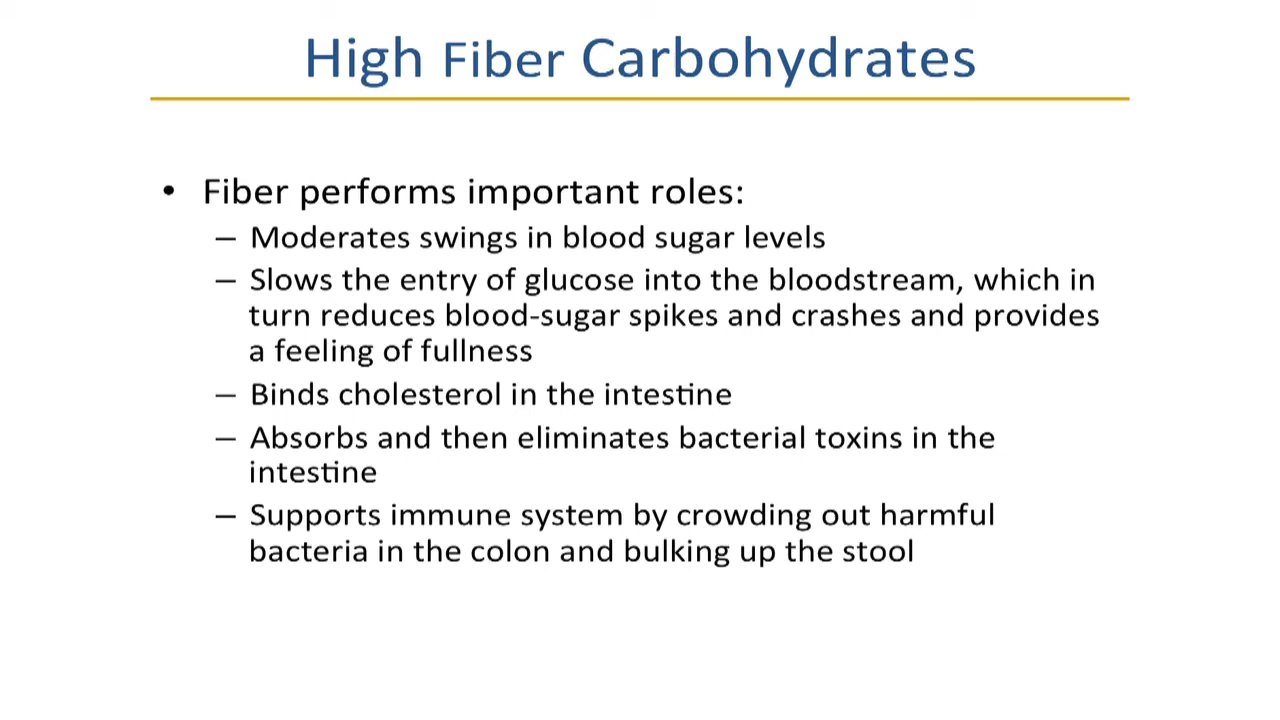 High Fiber Carbohydrates
• Fiber performs important roles:
– Moderates swings in blood sugar levels
– Slows the entry of glucose into the bloodstream, which in
turn reduces blood-sugar spikes and crashes and provides
a feeling of fullness
– Binds cholesterol in the intestine
– Absorbs and then eliminates bacterial toxins in the
intestine
– Supports immune system by crowding out harmful
bacteria in the colon and bulking up the stool